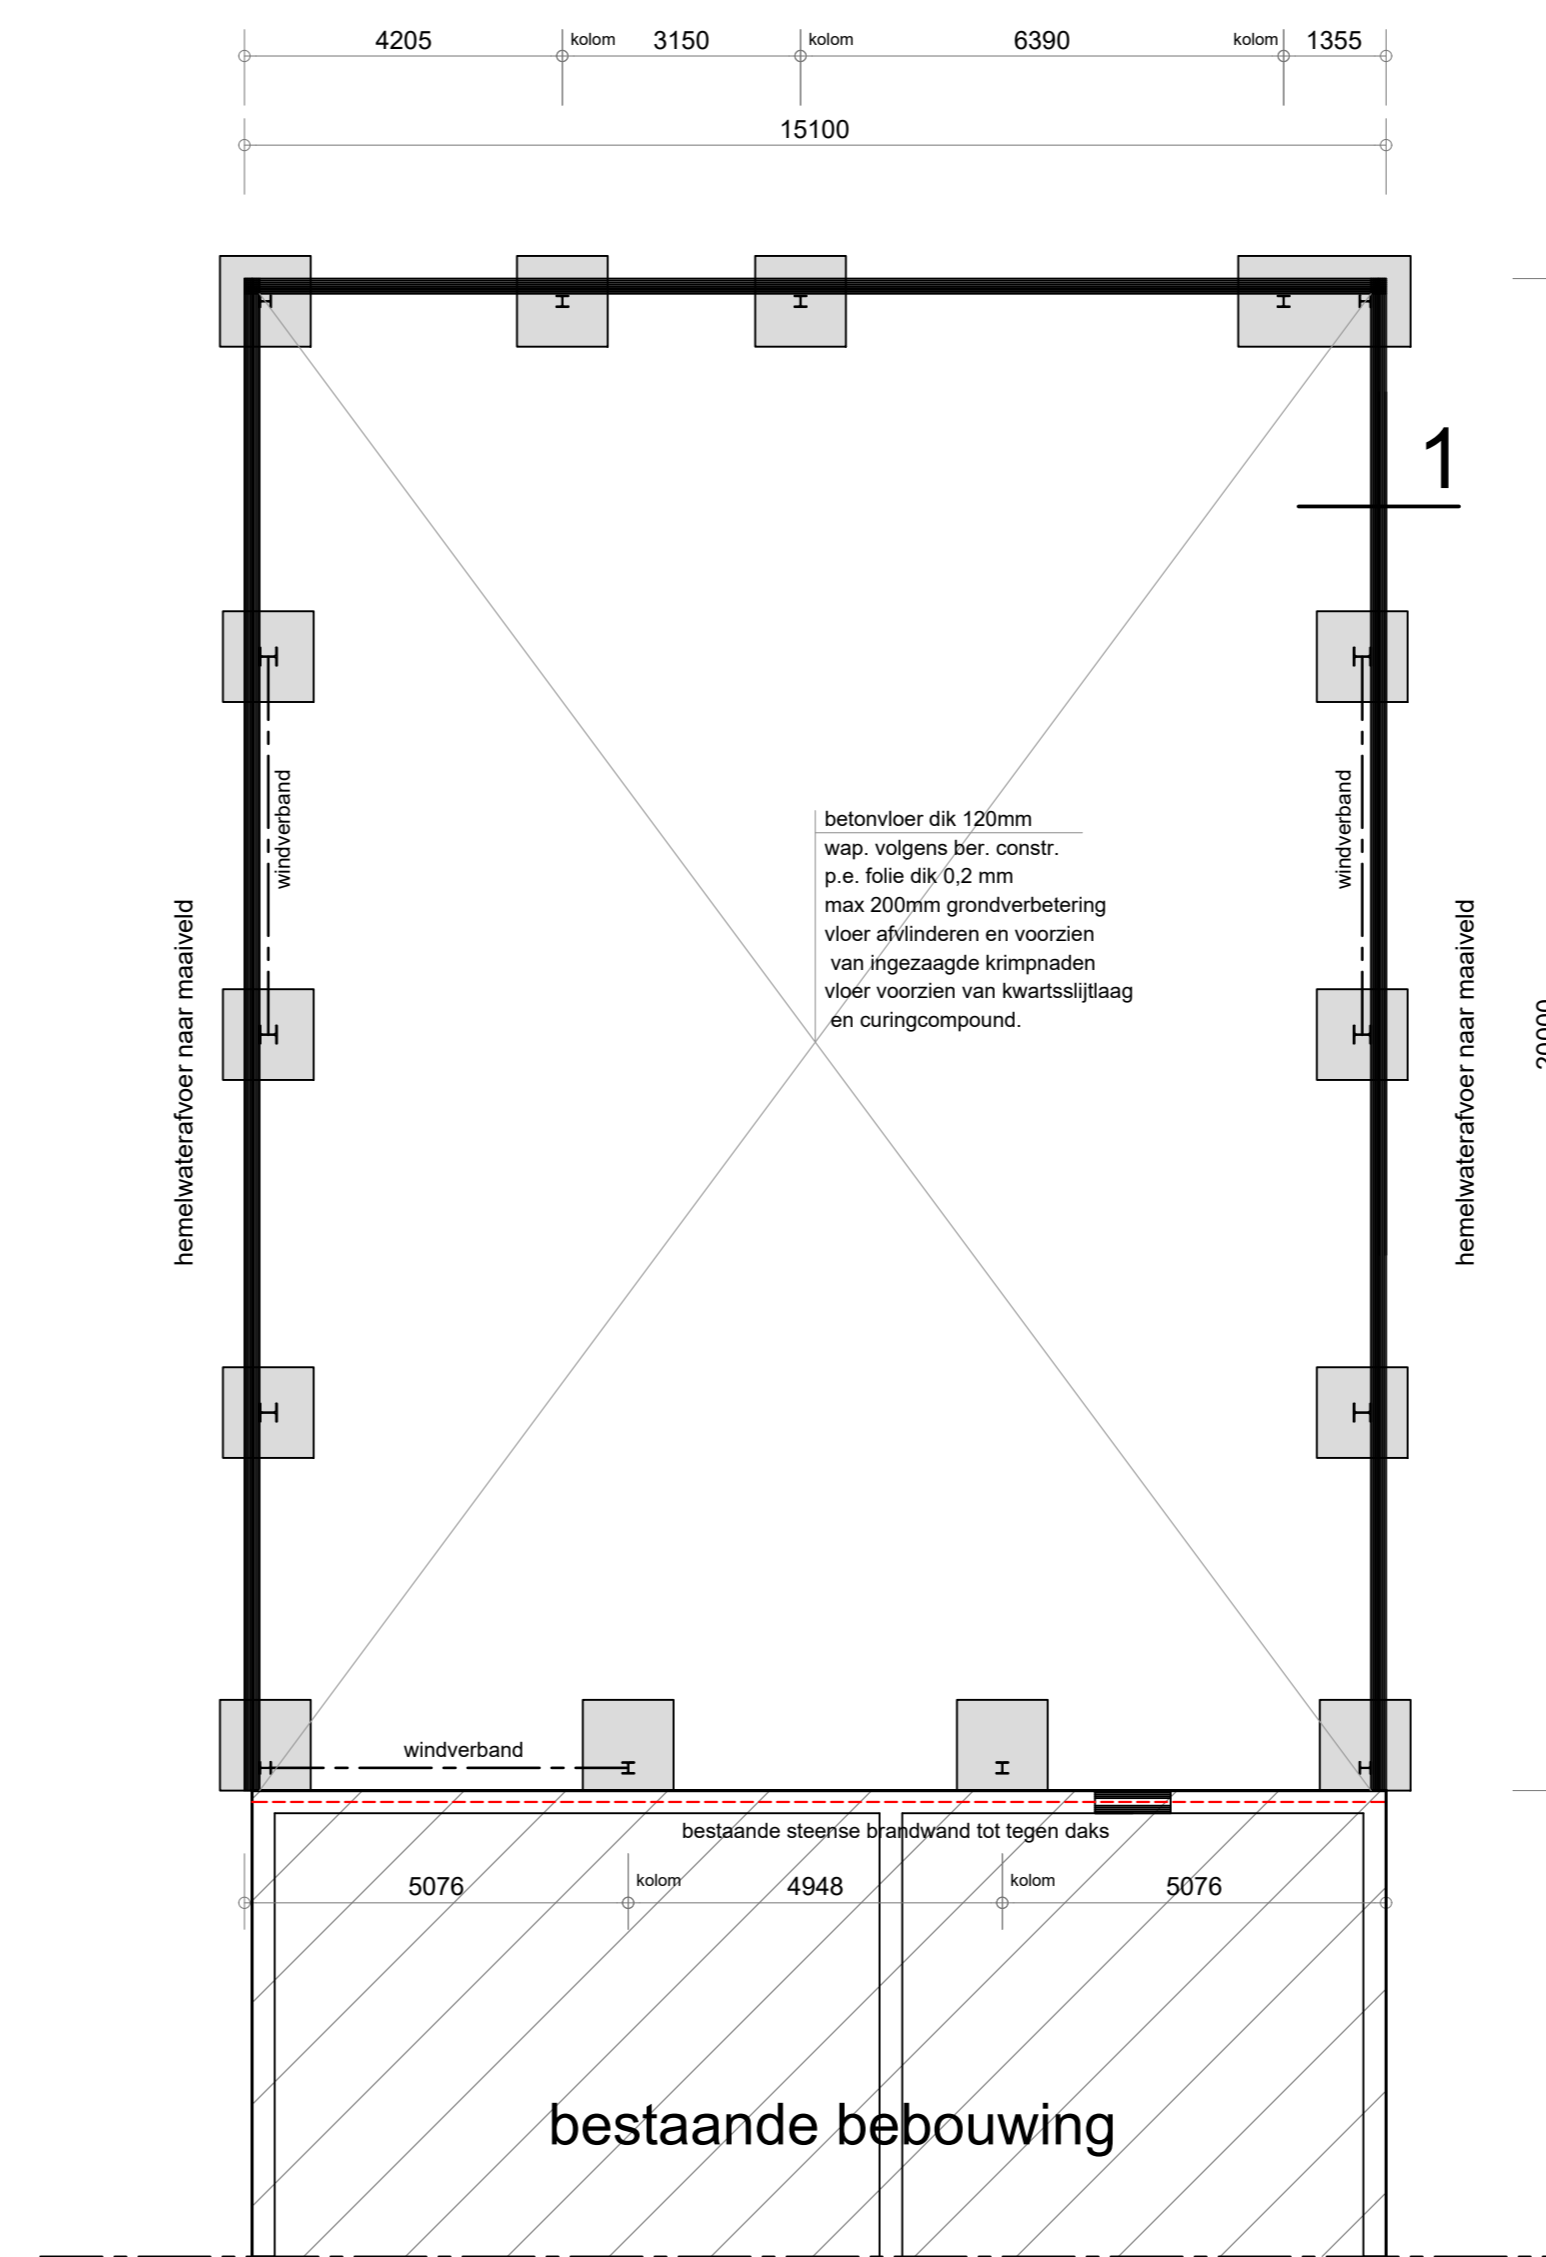 4205 kolom 3150 kolom 6390 kolom 1355
15100
1
betonvloer dik 120mm
wap. volgens ber. constr.
p.e. folie dik 0,2 mm
max 200mm grondverbetering
vloer afvlinderen en voorzien
van ingezaagde krimpnaden
vloer voorzien van kwartsslijtlaag
en curingcompound.
windverband
windverband
hemelwaterafvoer naar maaiveld
hemelwaterafvoer naar maaiveld
windverband
bestaande steense brandwand tot tegen daks
5076 kolom 4948 kolom 5076
bestaande bebouwing